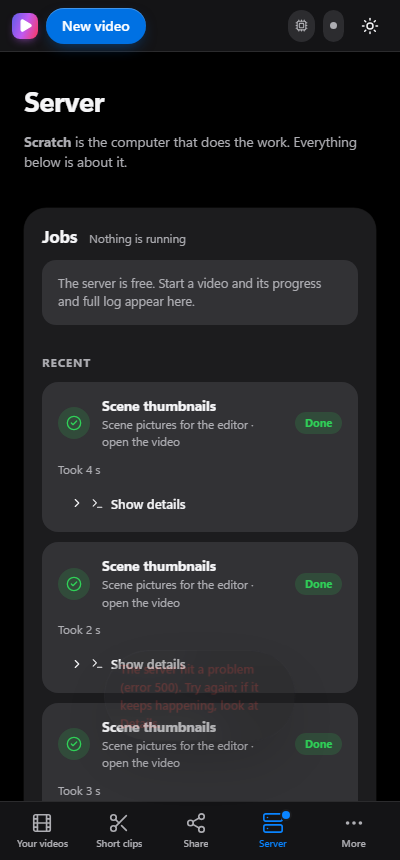 New video
Server
Scratch is the computer that does the work. Everything
below is about it.
Jobs Nothing is running
The server is free. Start a video and its progress
and full log appear here.
RECENT
Scene thumbnails
Scene pictures for the editor ·
open the video
Done
Took 4 s
Show details
Scene thumbnails
Scene pictures for the editor ·
open the video
Done
Took 2 s
Show details
The server hit a problem
(error 500). Try again; if it
keeps happening, look at
Scene thumbnails
Scene pictures for the editor ·
open the video
Done
Took 3 s
Your videos
Short clips
Share
Server
More